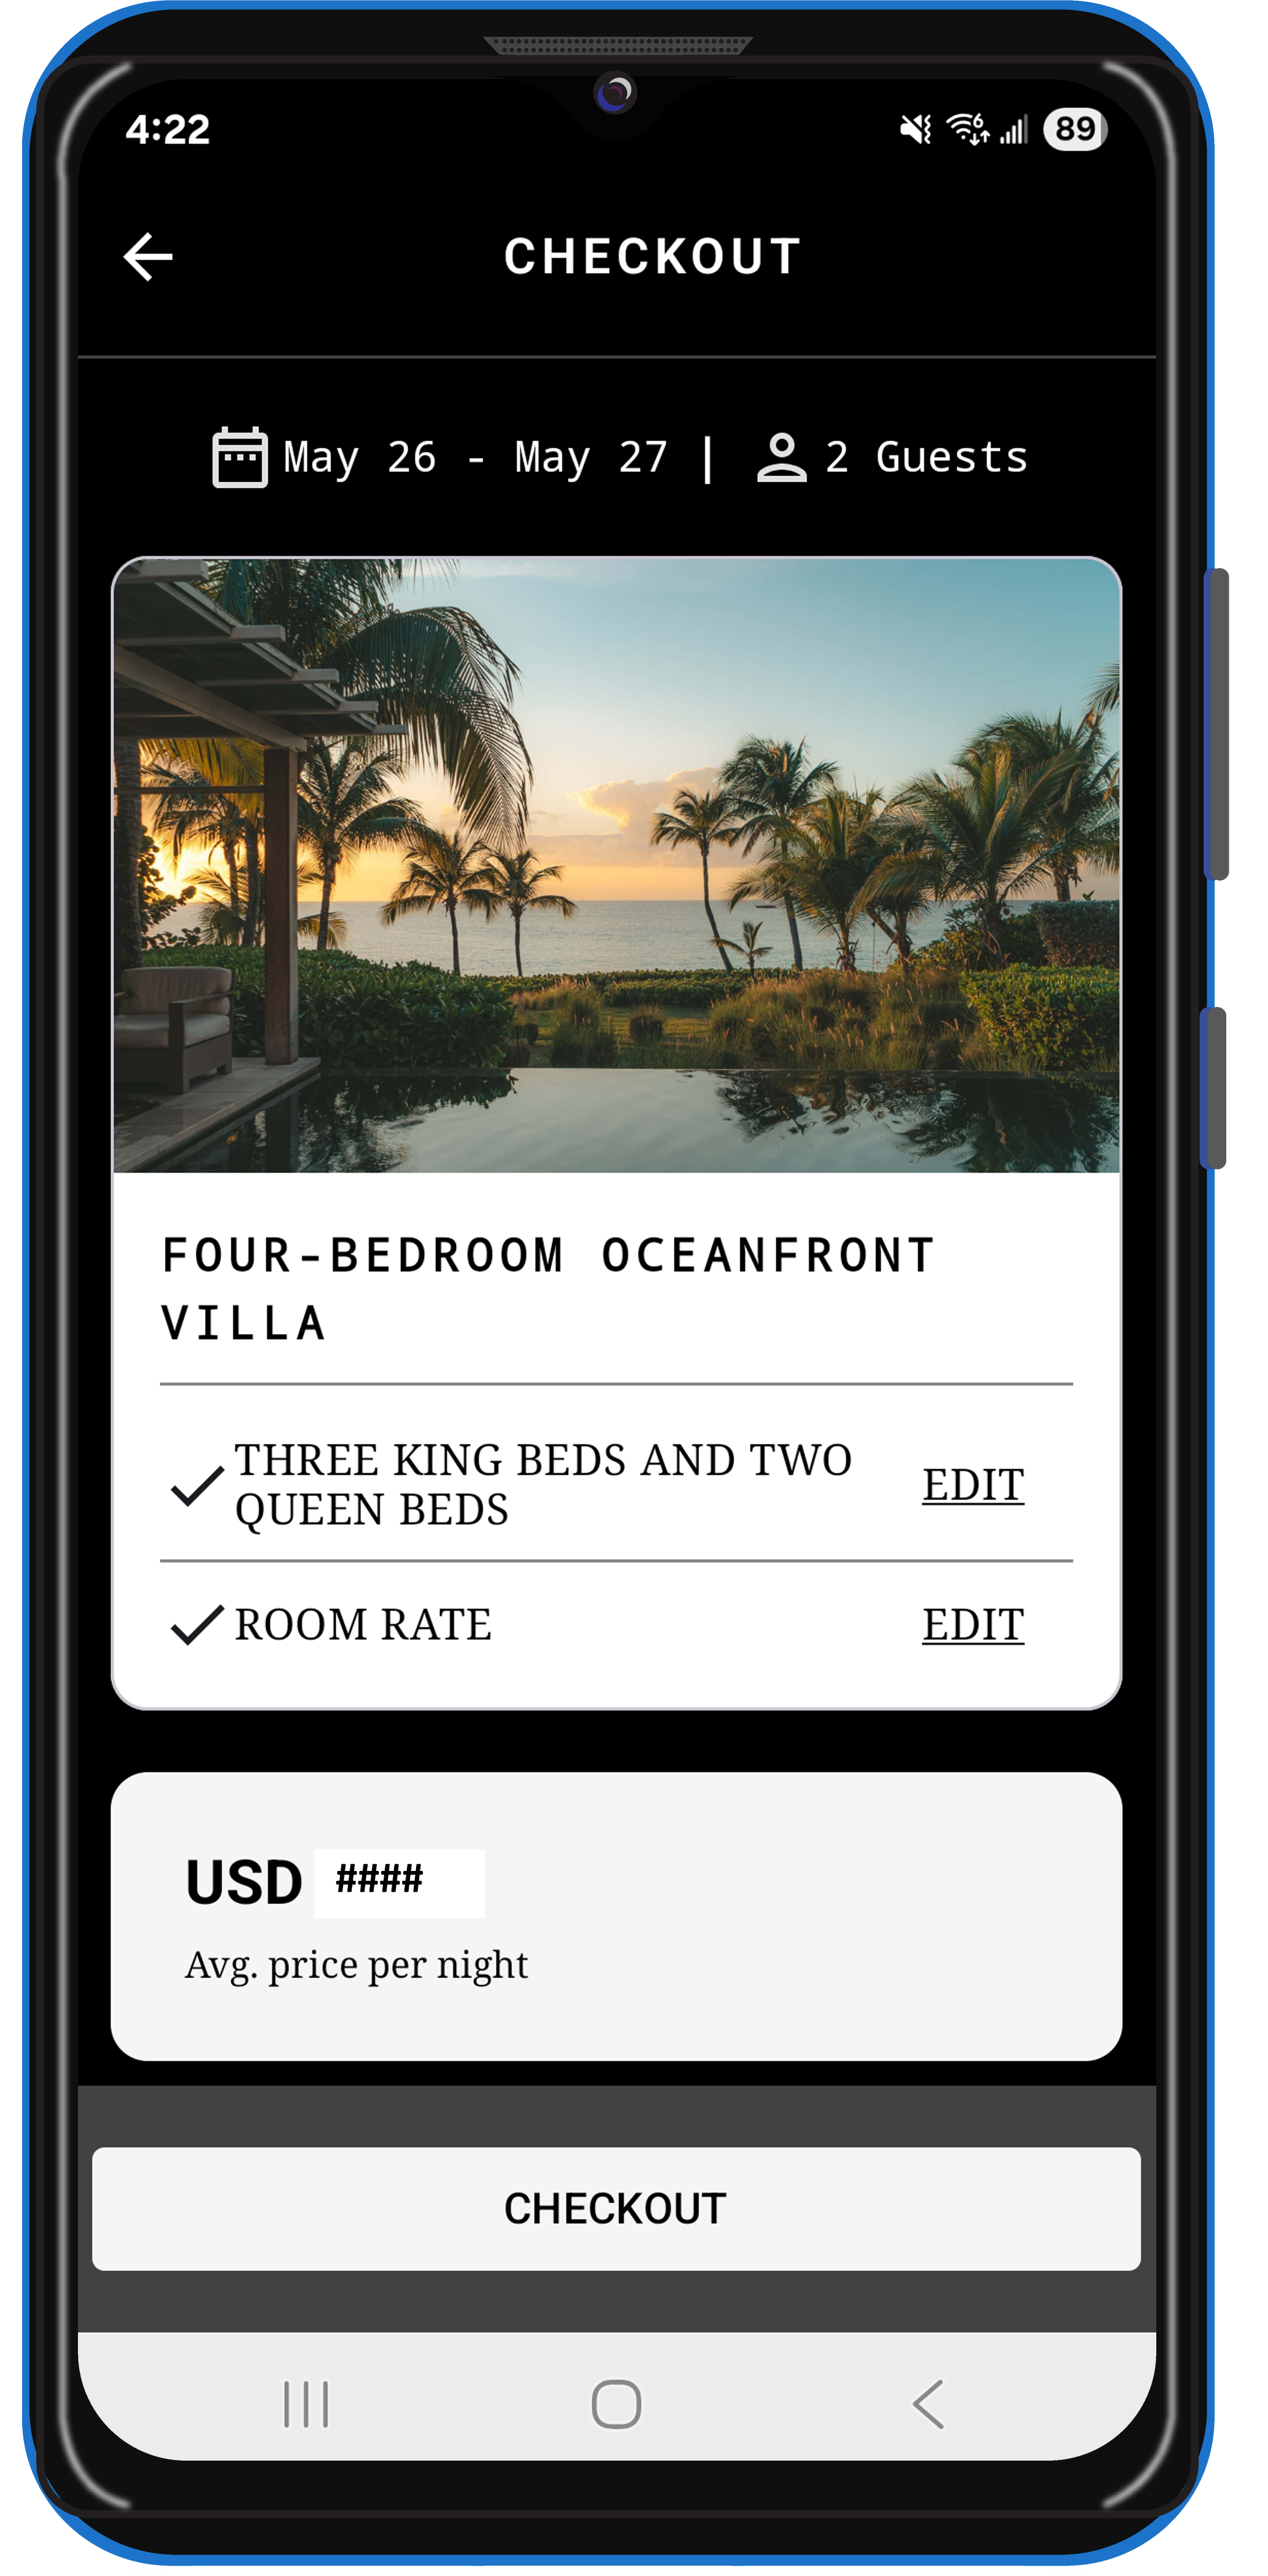 4:22
6
89
CHECKOUT
May 26 - May 27 | 2 Guests
FOUR-BEDROOM OCEANFRONT
VILLA
THREE KING BEDS AND TWO
QUEEN BEDS
EDIT
ROOM RATE
EDIT
USD ####
Avg. price per night
CHECKOUT